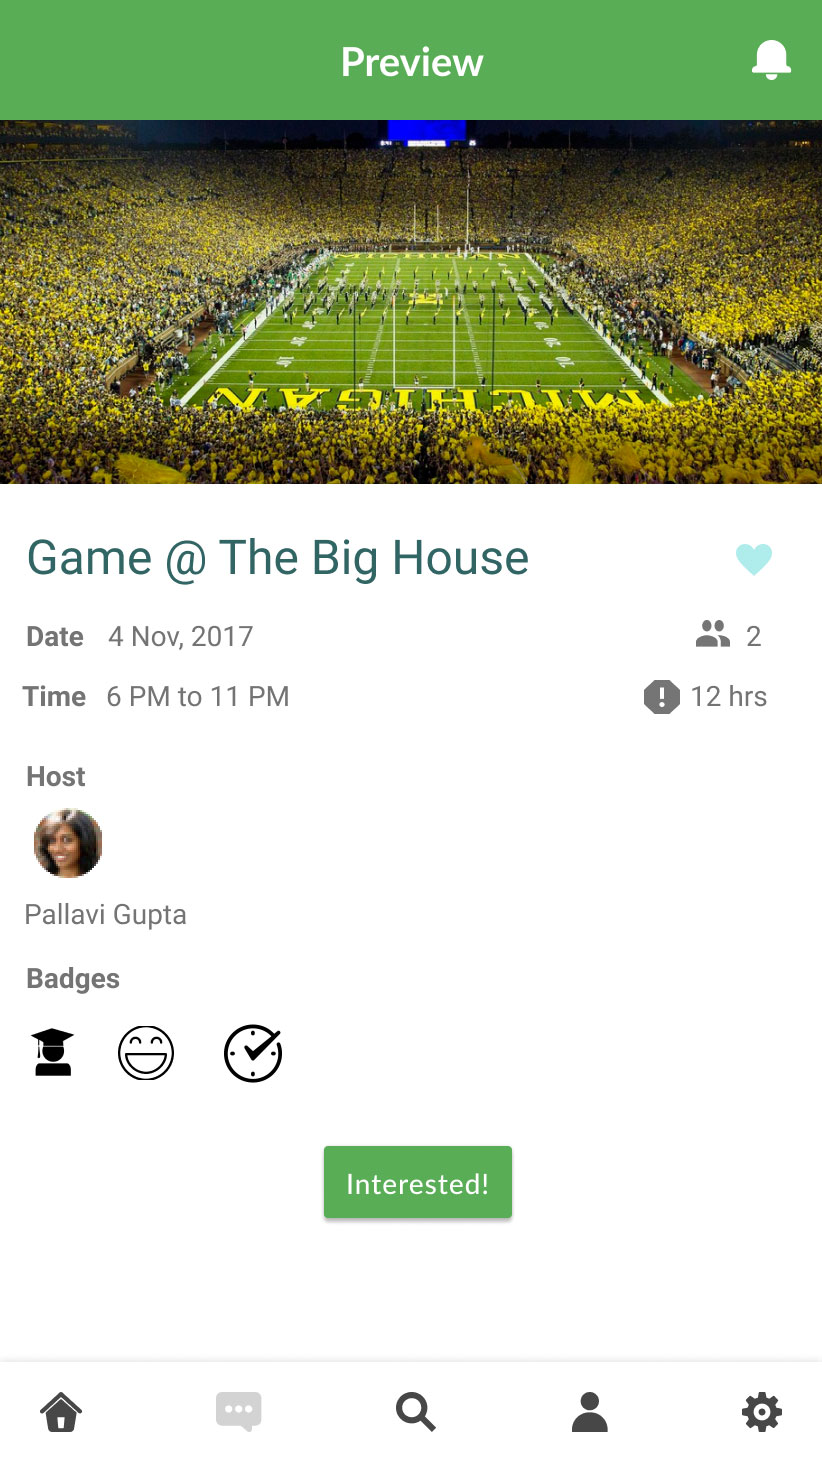 Preview
MICHIGAN
MICHIGAN
Game @ The Big House
Date 4 Nov, 2017 2
Time 6 PM to 11 PM 12 hrs
Host
Pallavi Gupta
Badges
Interested!